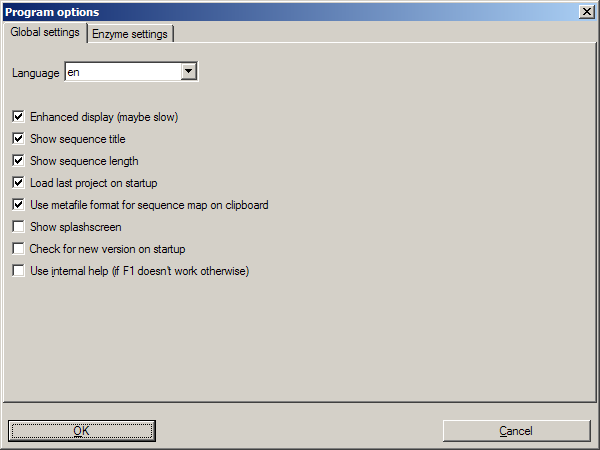 Program options
Global settings
Enzyme settings
Language en
Enhanced display (maybe slow)
Show sequence title
Show sequence length
Load last project on startup
Use metafile format for sequence map on clipboard
Show splashscreen
Check for new version on startup
Use internal help (if F1 doesn't work otherwise)
OK
Cancel